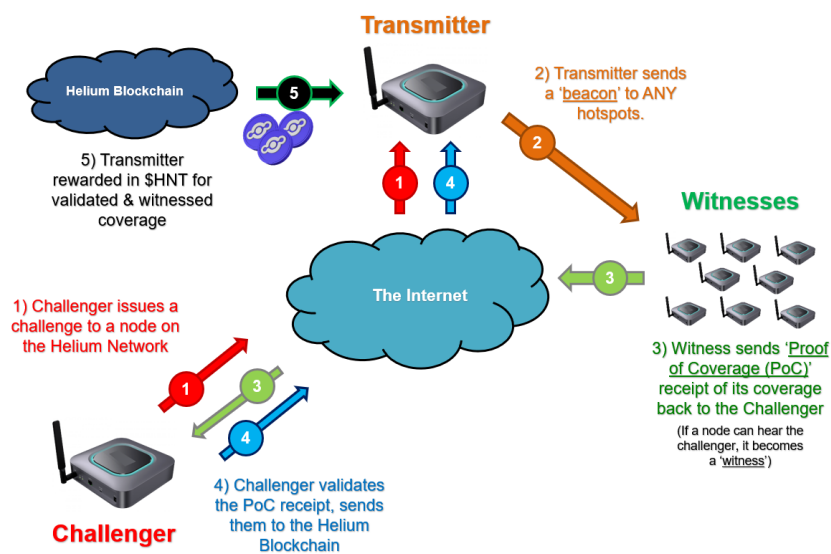 Transmitter
Helium Blockchain
5
2) Transmitter sends
a ‘beacon’ to ANY
hotspots.
2
5) Transmitter
rewarded in $HNT for
validated & witnessed
coverage
1
4
Witnesses
The Internet
3
1) Challenger issues a
challenge to a node on
the Helium Network
3) Witness sends ‘Proof
of Coverage (PoC)’
receipt of its coverage
back to the Challenger
(If a node can hear the
challenger, it becomes
a ‘witness’)
1
3
4
4) Challenger validates
the PoC receipt, sends
them to the Helium
Blockchain
Challenger